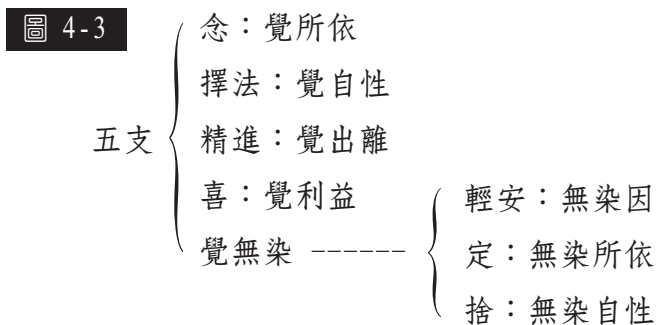 圖 4-3
念：覺所依
擇法：覺自性
五支 精進：覺出離
喜：覺利益
覺無染 ------
輕安：無染因
定：無染所依
捨：無染自性